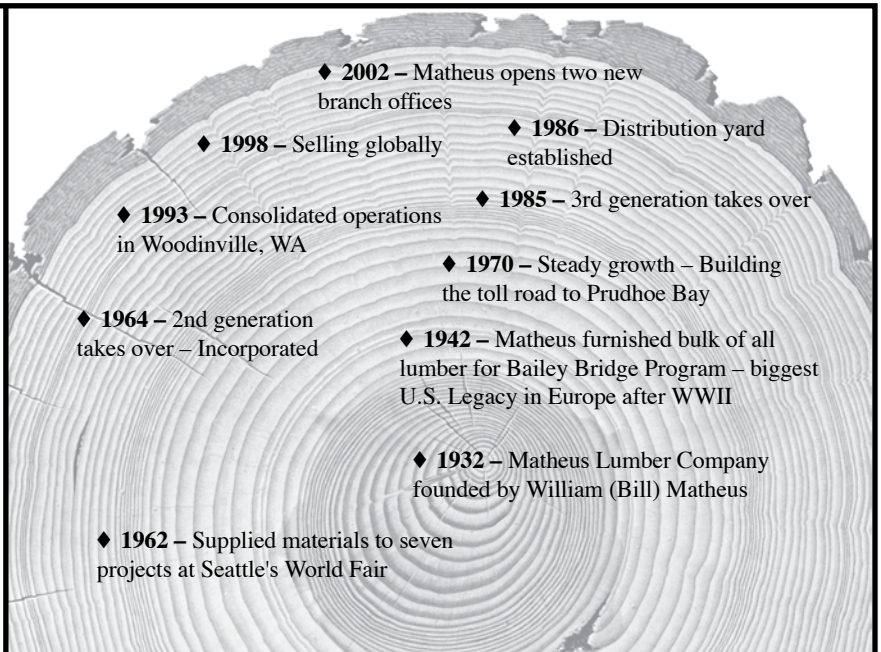 ♦ 2002 – Matheus opens two new
branch offices
♦ 1998 – Selling globally
♦ 1986 – Distribution yard
established
♦ 1993 – Consolidated operations
in Woodinville, WA
♦ 1985 – 3rd generation takes over
♦ 1970 – Steady growth – Building
the toll road to Prudhoe Bay
♦ 1964 – 2nd generation
takes over – Incorporated
♦ 1942 – Matheus furnished bulk of all
lumber for Bailey Bridge Program – biggest
U.S. Legacy in Europe after WWII
♦ 1932 – Matheus Lumber Company
founded by William (Bill) Matheus
♦ 1962 – Supplied materials to seven
projects at Seattle's World Fair